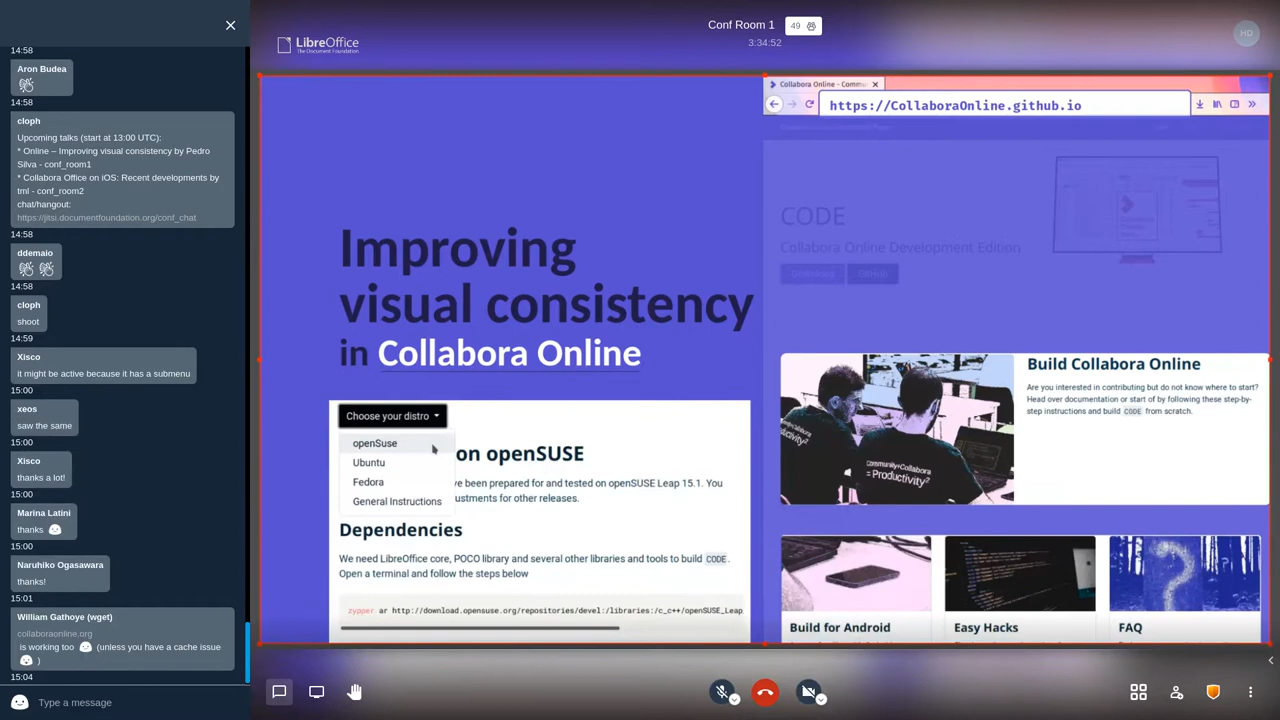 14:58
Aron Budea
14:58
cloph
Upcoming talks (start at 13:00 UTC):
* Online – Improving visual consistency by Pedro
Silva - conf_room1
* Collabora Office on iOS: Recent developments by
tml - conf_room2
chat/hangout:
https://jitsi.documentfoundation.org/conf_chat
14:58
ddemaio
14:58
cloph
shoot
14:59
Xisco
it might be active because it has a submenu
15:00
xeos
saw the same
15:00
Xisco
thanks a lot!
15:00
Marina Latini
thanks
15:00
Naruhiko Ogasawara
thanks!
15:01
William Gathoye (wget)
collaboraonline.org
is working too (unless you have a cache issue
)
15:04
Type a message
LibreOffice
The Document Foundation
Conf Room 1
49
3:34:52
HD
Improving
visual consistency
in Collabora Online
Choose your distro
openSuse
Ubuntu
Fedora
General Instructions
on openSUSE
ve been prepared for and tested on openSUSE Leap 15.1. You
ustments for other releases.
Dependencies
We need LibreOffice core, POCO library and several other libraries and tools to build CODE.
Open a terminal and follow the steps below
zypper ar http://download.opensuse.org/repositories/devel:/libraries:/c_c++/openSUSE_Leap
Collabora Online - Commu
https://CollaboraOnline.github.io
CODE
Collabora Online Development Edition
GitHub
Build Collabora Online
Are you interested in contributing but do not know where to start?
Head over documentation or start of by following these step-by-
step instructions and build CODE from scratch.
Community+Collabora
= Productivity²
Build for Android
Easy Hacks
FAQ